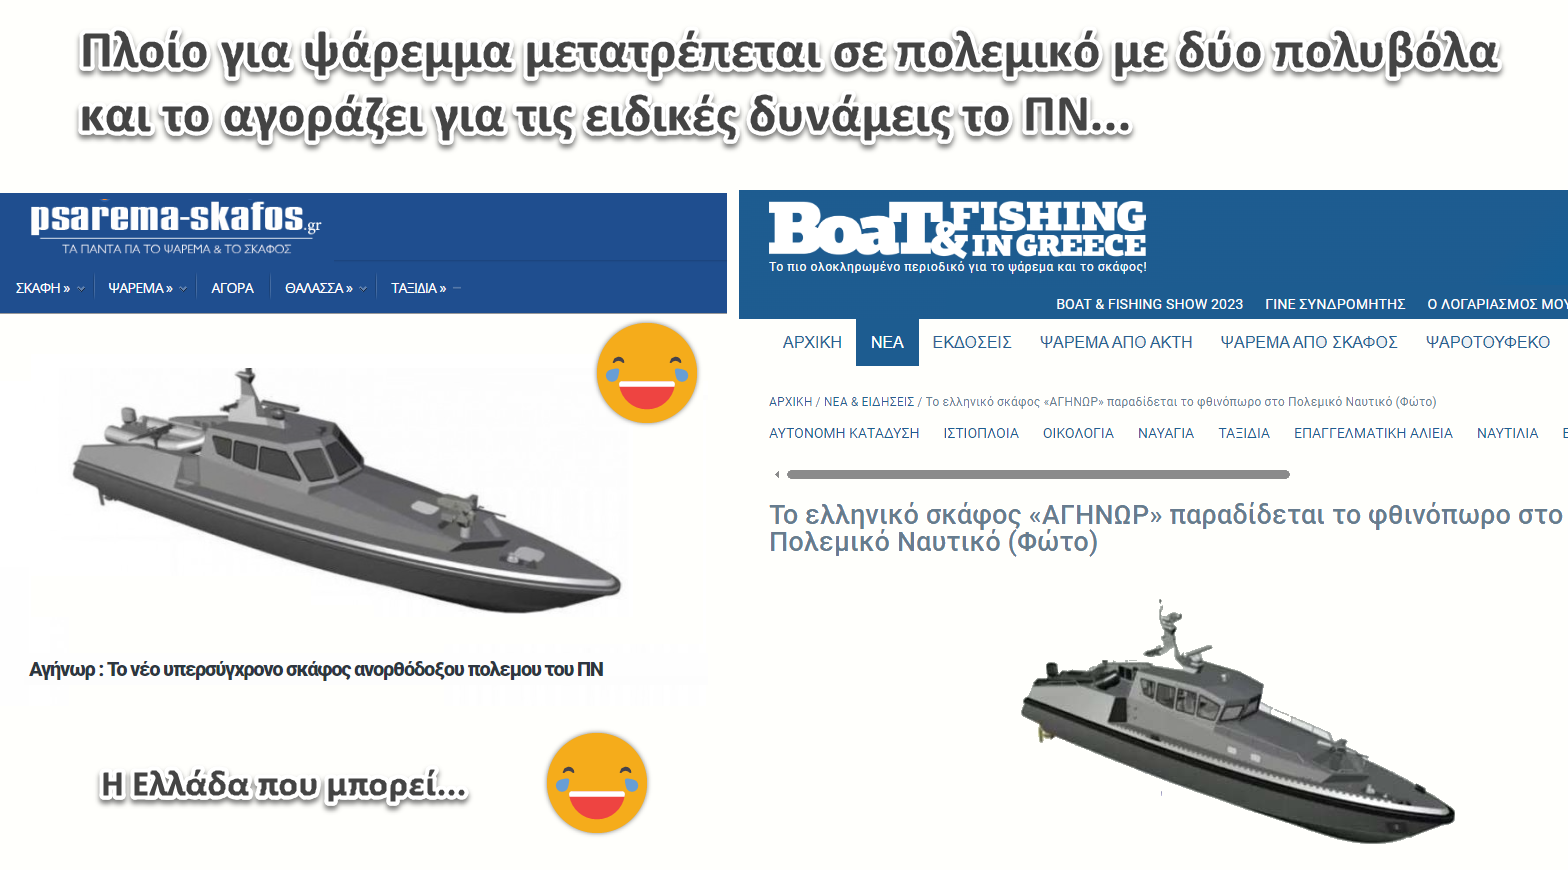 Πλοίο για ψάρεμμα μετατρέπεται σε πολεμικό με δύο πολυβόλα
και το αγοράζει για τις ειδικές δυνάμεις το ΠΝ...
psarema-skafos.gr
ΤΑ ΠΑΝΤΑ ΓΙΑ ΤΟ ΨΑΡΕΜΑ & ΤΟ ΣΚΑΦΟΣ
ΣΚΑΦΗ » ΨΑΡΕΜΑ » ΑΓΟΡΑ ΘΑΛΑΣΣΑ » ΤΑΞΙΔΙΑ »
Αγήνωρ : Το νέο υπερσύγχρονο σκάφος ανορθόδοξου πολεμου του ΠΝ
Η Ελλάδα που μπορεί...
BOAT & FISHING IN GREECE
Το πιο ολοκληρωμένο περιοδικό για το ψάρεμα και το σκάφος!
BOAT & FISHING SHOW 2023 ΓΙΝΕ ΣΥΝΔΡΟΜΗΤΗΣ Ο ΛΟΓΑΡΙΑΣΜΟΣ ΜΟΥ
ΑΡΧΙΚΗ ΝΕΑ ΕΚΔΟΣΕΙΣ ΨΑΡΕΜΑ ΑΠΟ ΑΚΤΗ ΨΑΡΕΜΑ ΑΠΟ ΣΚΑΦΟΣ ΨΑΡΟΤΟΥΦΕΚΟ
ΑΡΧΙΚΗ / ΝΕΑ & ΕΙΔΗΣΕΙΣ / Το ελληνικό σκάφος «ΑΓΗΝΩΡ» παραδίδεται το φθινόπωρο στο Πολεμικό Ναυτικό (Φώτο)
ΑΥΤΟΝΟΜΗ ΚΑΤΑΔΥΣΗ ΙΣΤΙΟΠΛΟΙΑ ΟΙΚΟΛΟΓΙΑ ΝΑΥΑΓΙΑ ΤΑΞΙΔΙΑ ΕΠΑΓΓΕΛΜΑΤΙΚΗ ΑΛΙΕΙΑ ΝΑΥΤΙΛΙΑ
Το ελληνικό σκάφος «ΑΓΗΝΩΡ» παραδίδεται το φθινόπωρο στο
Πολεμικό Ναυτικό (Φώτο)